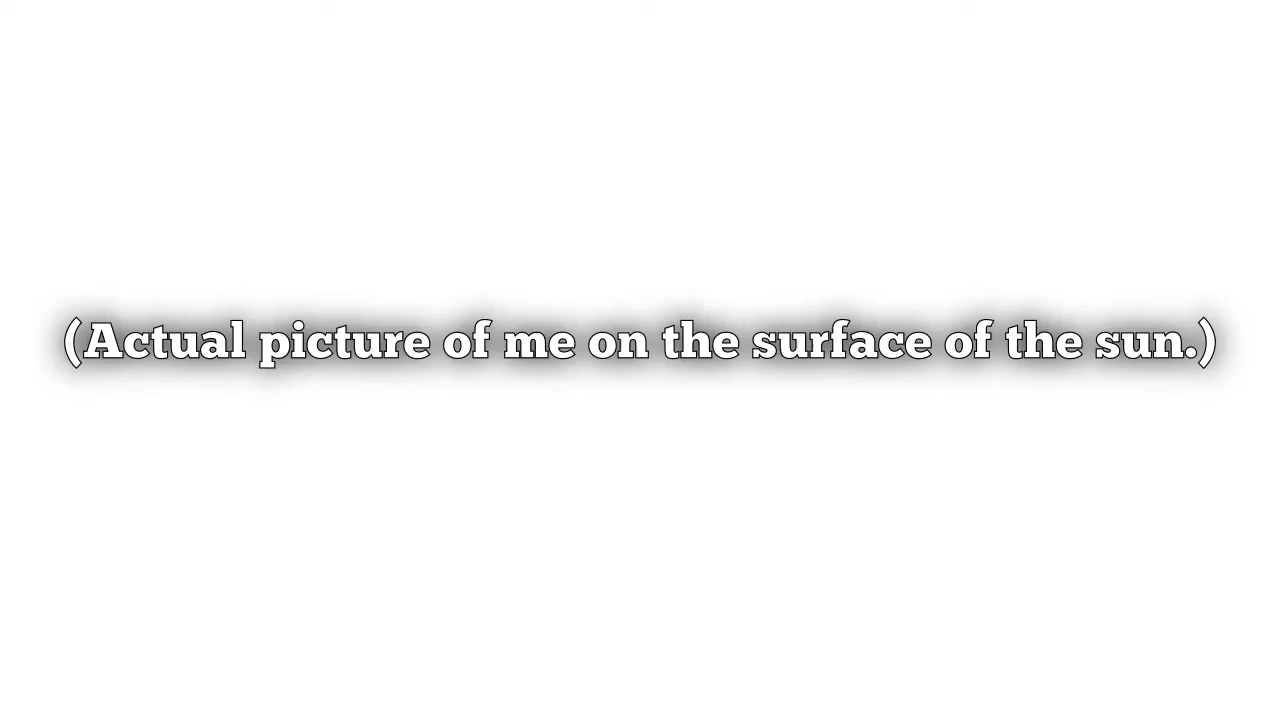 (Actual picture of me on the surface of the sun.)